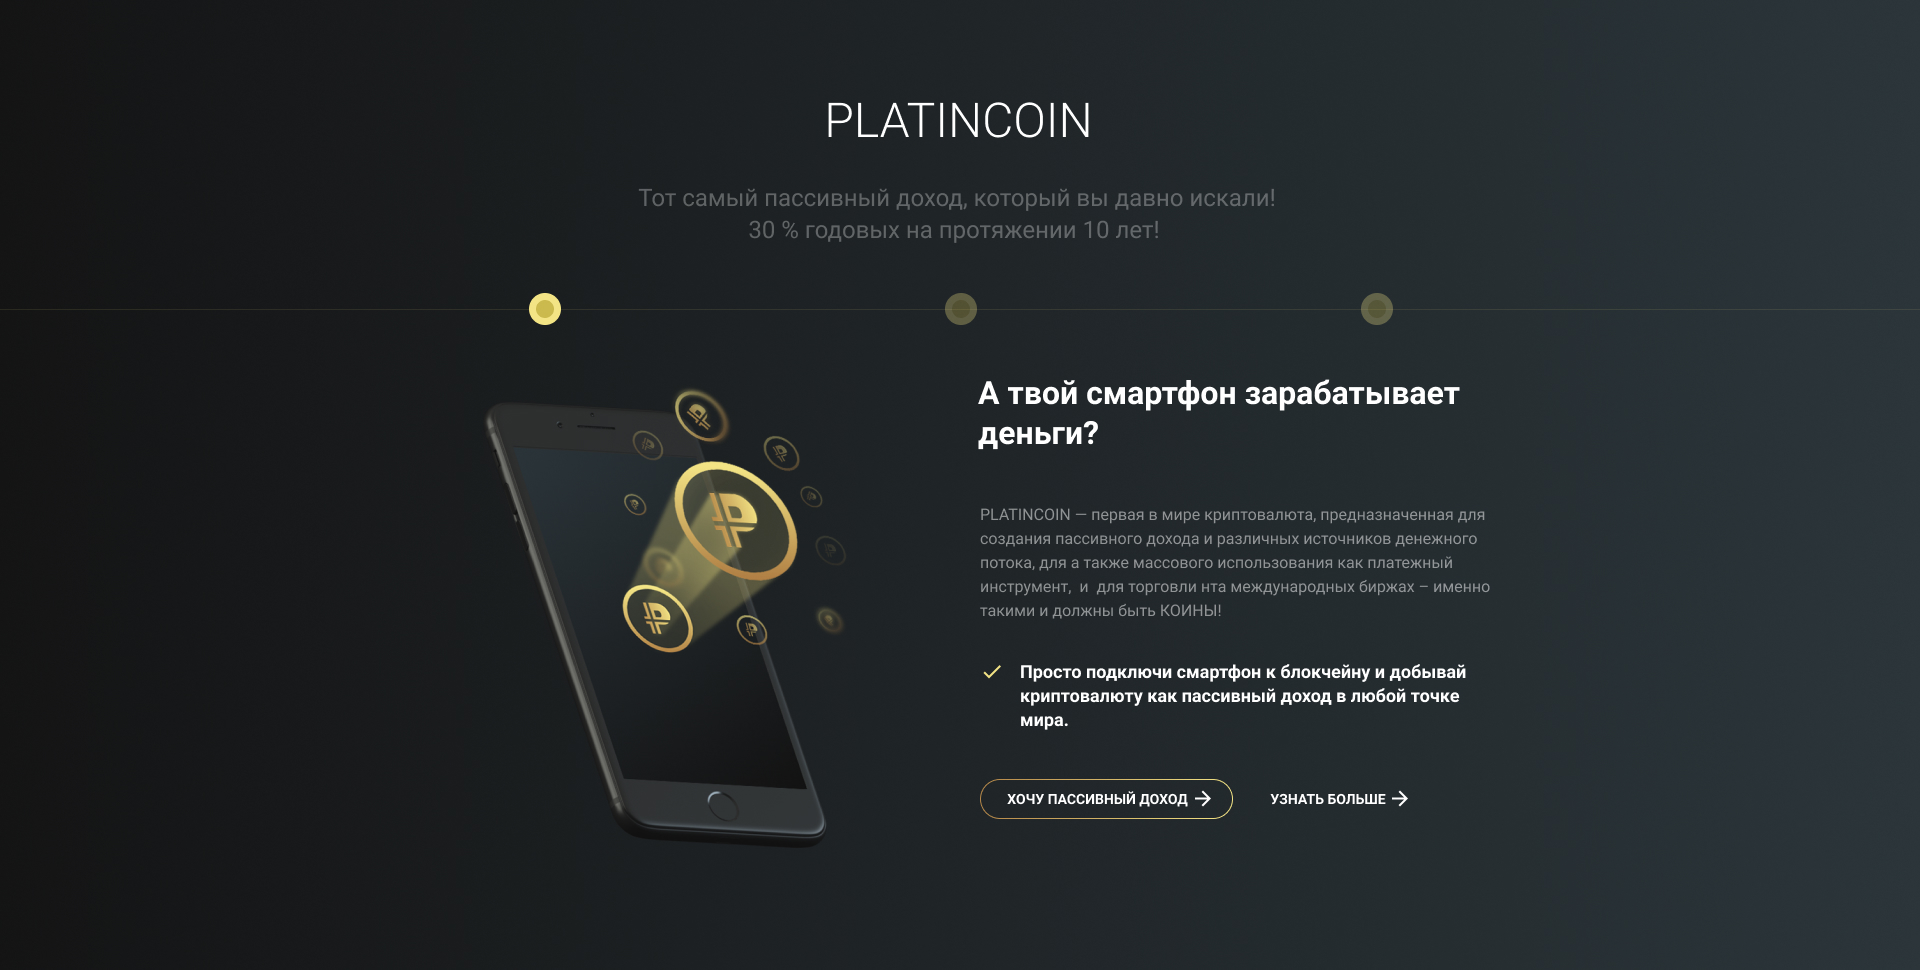 PLATINCOIN
Тот самый пассивный доход, который вы давно искали!
30 % годовых на протяжении 10 лет!
А твой смартфон зарабатывает
деньги?
PLATINCOIN — первая в мире криптовалюта, предназначенная для
создания пассивного дохода и различных источников денежного
потока, для а также массового использования как платежный
инструмент,  и  для торговли нта международных биржах – именно
такими и должны быть КОИНЫ!
Просто подключи смартфон к блокчейну и добывай
криптовалюту как пассивный доход в любой точке
мира.
ХОЧУ ПАССИВНЫЙ ДОХОД
УЗНАТЬ БОЛЬШЕ